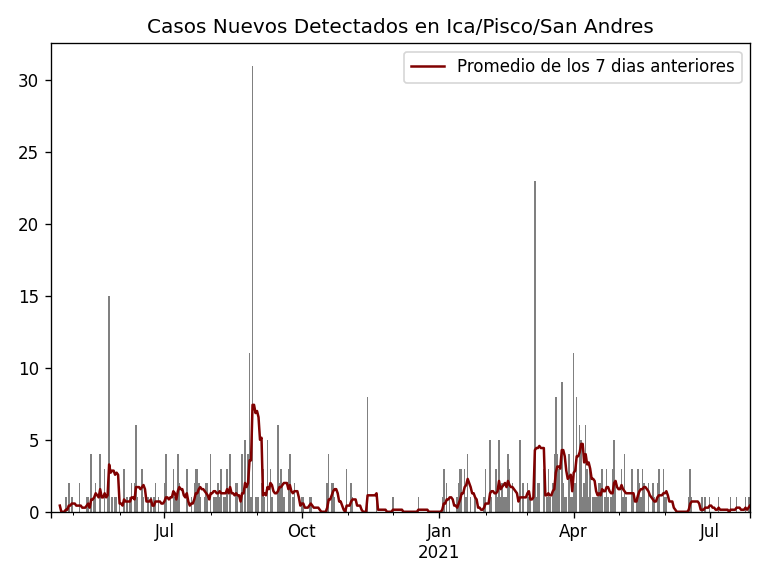 Casos Nuevos Detectados en Ica/Pisco/San Andres
Promedio de los 7 dias anteriores
30
25
20
15
10
5
0
Jul Oct Jan Apr Jul
2021